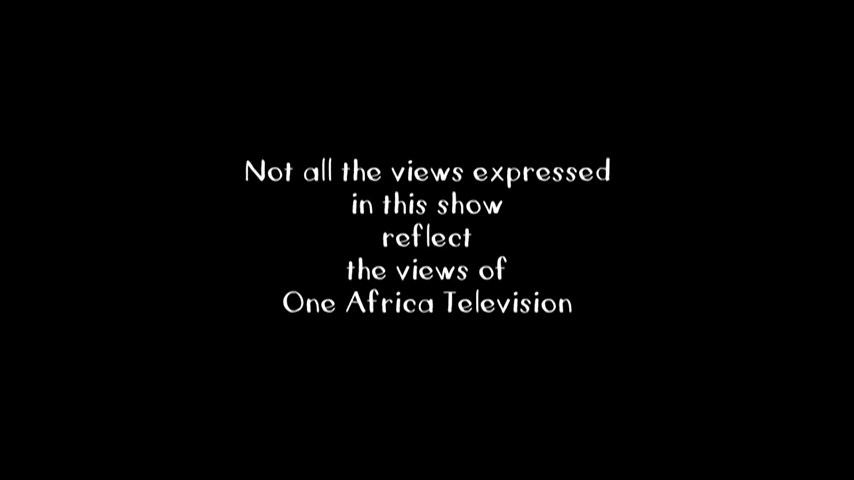 Not all the views expressed
in this show
reflect
the views of
One Africa Television